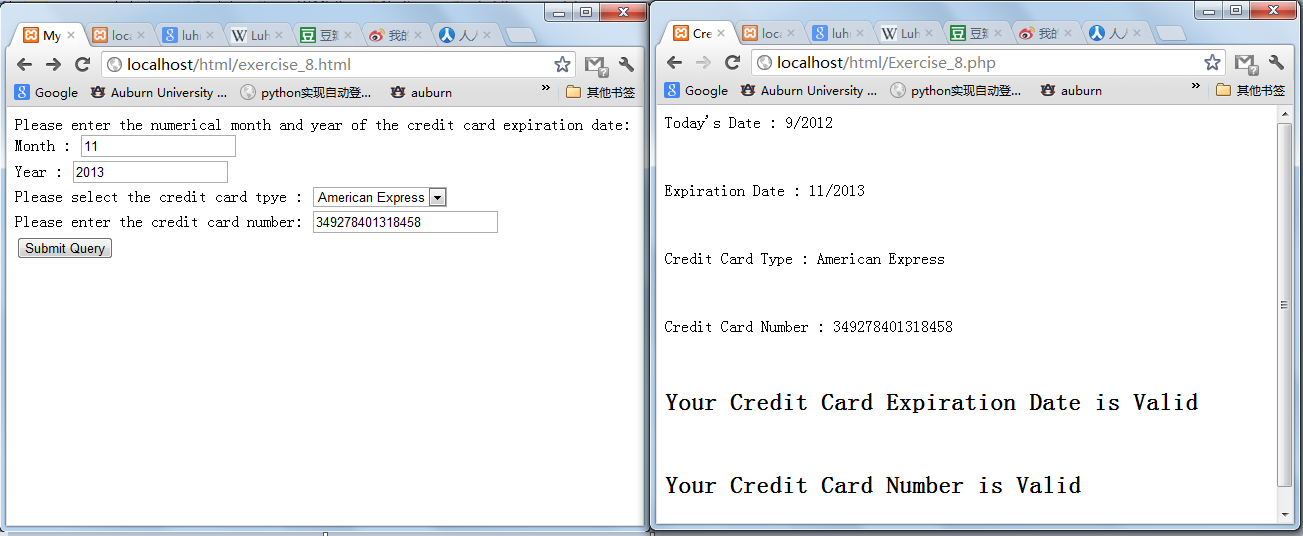 My
loca
luhn
Luh
豆瓣
我的
人人
localhost/html/exercise_8.html
Google
Auburn University ...
python实现自动登...
auburn
»
其他书签
Please enter the numerical month and year of the credit card expiration date:
Month : 11
Year : 2013
Please select the credit card tpye : American Express
Please enter the credit card number: 349278401318458
Submit Query
Cre
loca
luhn
Luh
豆瓣
我的
人人
localhost/html/Exercise_8.php
Google
Auburn University ...
python实现自动登...
auburn
»
其他书签
Today's Date : 9/2012
Expiration Date : 11/2013
Credit Card Type : American Express
Credit Card Number : 349278401318458
Your Credit Card Expiration Date is Valid
Your Credit Card Number is Valid